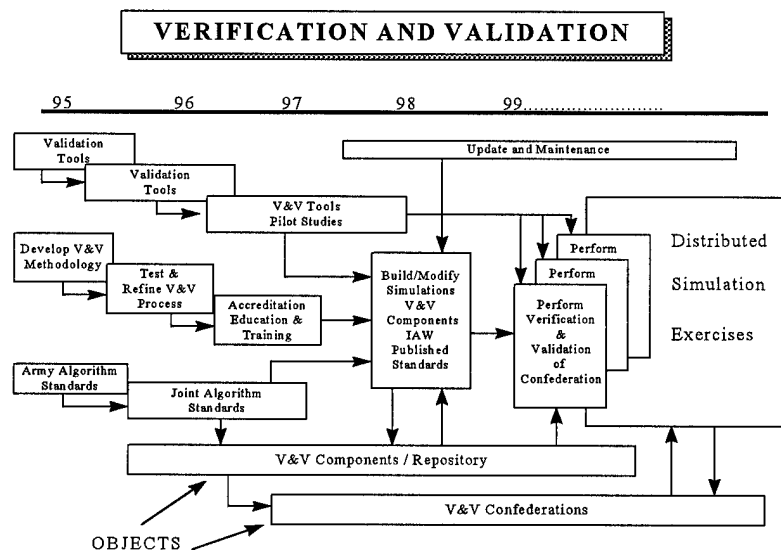 VERIFICATION AND VALIDATION
95 96 97 98 99
Validation
Tools
Validation
Tools
V&V Tools
Pilot Studies
Update and Maintenance
Develop V&V
Methodology
Test &
Refine V&V
Process
Accreditation
Education &
Training
Build/Modify
Simulations
V&V
Components
IAW
Published
Standards
Perform
Perform
Perform
Verification
&
Validation
of
Confederation
Distributed
Simulation
Exercises
Army Algorithm
Standards
Joint Algorithm
Standards
V&V Components / Repository
V&V Confederations
OBJECTS